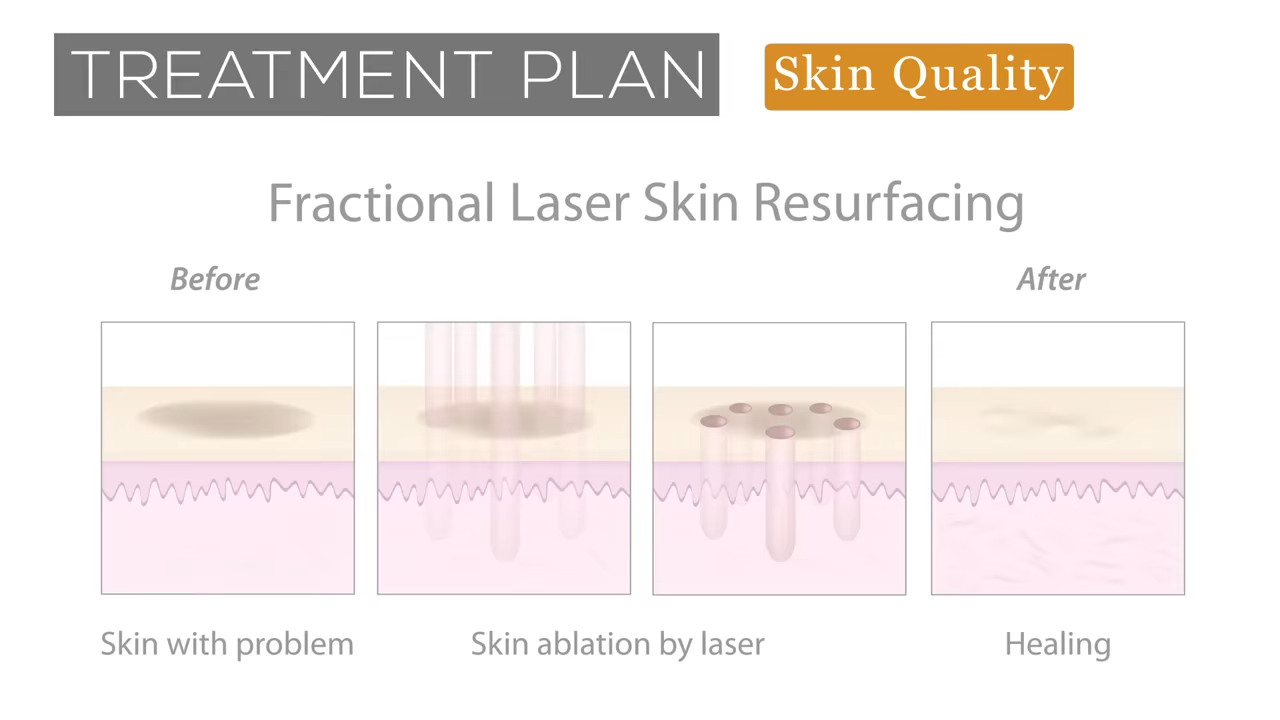 TREATMENT PLAN
Skin Quality
Fractional Laser Skin Resurfacing
Before
After
Skin with problem
Skin ablation by laser
Healing